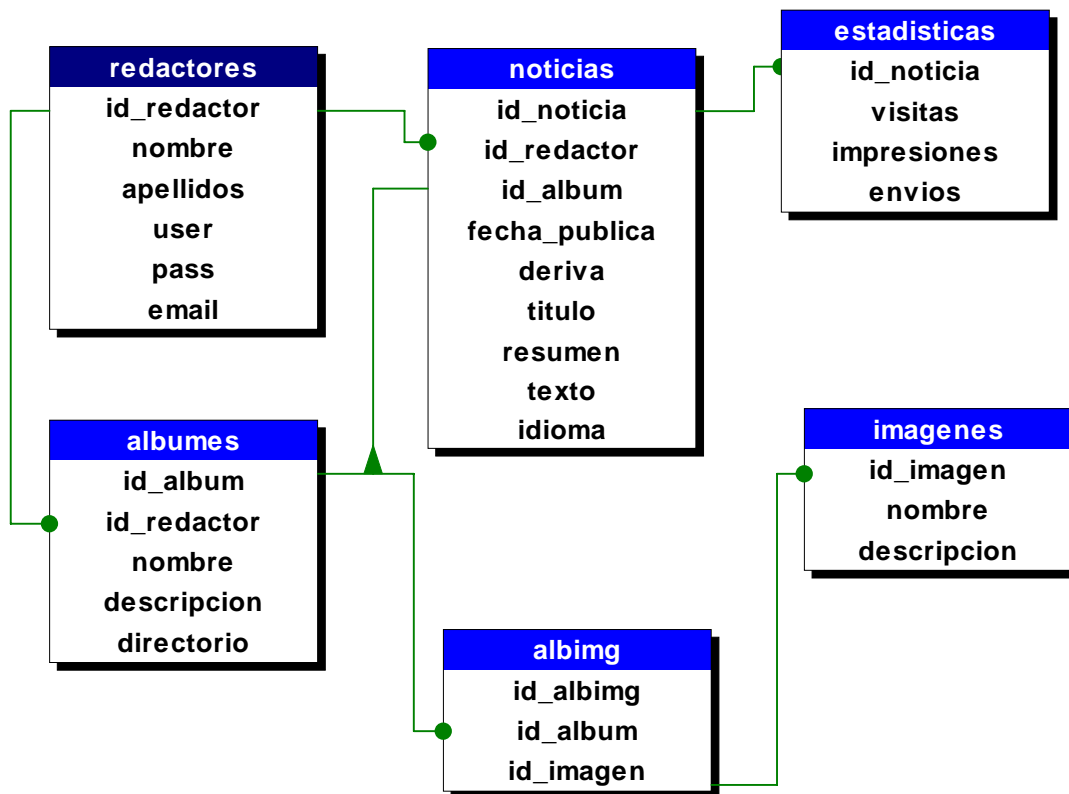 redactores
id_redactor
nombre
apellidos
user
pass
email
noticias
id_noticia
id_redactor
id_album
fecha_publica
deriva
titulo
resumen
texto
idioma
estadisticas
id_noticia
visitas
impresiones
envios
albumes
id_album
id_redactor
nombre
descripcion
directorio
albimg
id_albimg
id_album
id_imagen
imagenes
id_imagen
nombre
descripcion